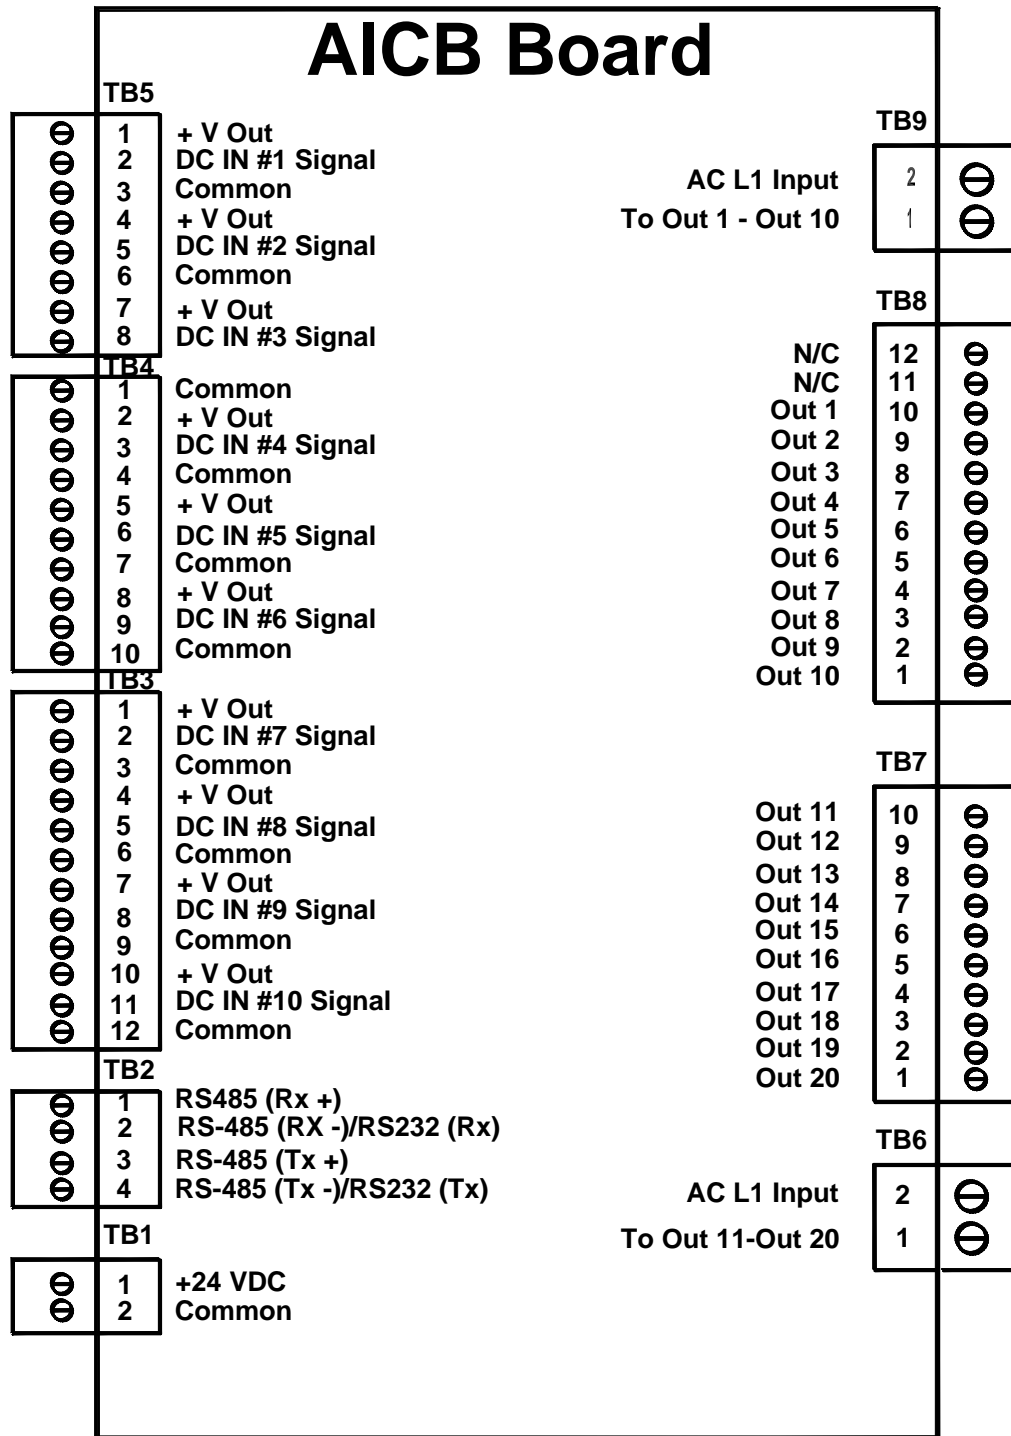 AICB Board
TB5
1 + V Out
2 DC IN #1 Signal
3 Common
4 + V Out
5 DC IN #2 Signal
6 Common
7 + V Out
8 DC IN #3 Signal
TB4
1 Common
2 + V Out
3 DC IN #4 Signal
4 Common
5 + V Out
6 DC IN #5 Signal
7 Common
8 + V Out
9 DC IN #6 Signal
10 Common
TB3
1 + V Out
2 DC IN #7 Signal
3 Common
4 + V Out
5 DC IN #8 Signal
6 Common
7 + V Out
8 DC IN #9 Signal
9 Common
10 + V Out
11 DC IN #10 Signal
12 Common
TB2
1 RS485 (Rx +)
2 RS-485 (RX -)/RS232 (Rx)
3 RS-485 (Tx +)
4 RS-485 (Tx -)/RS232 (Tx)
TB1
1 +24 VDC
2 Common
TB9
AC L1 Input 2
To Out 1 - Out 10 1
TB8
N/C 12
N/C 11
Out 1 10
Out 2 9
Out 3 8
Out 4 7
Out 5 6
Out 6 5
Out 7 4
Out 8 3
Out 9 2
Out 10 1
TB7
Out 11 10
Out 12 9
Out 13 8
Out 14 7
Out 15 6
Out 16 5
Out 17 4
Out 18 3
Out 19 2
Out 20 1
TB6
AC L1 Input 2
To Out 11-Out 20 1